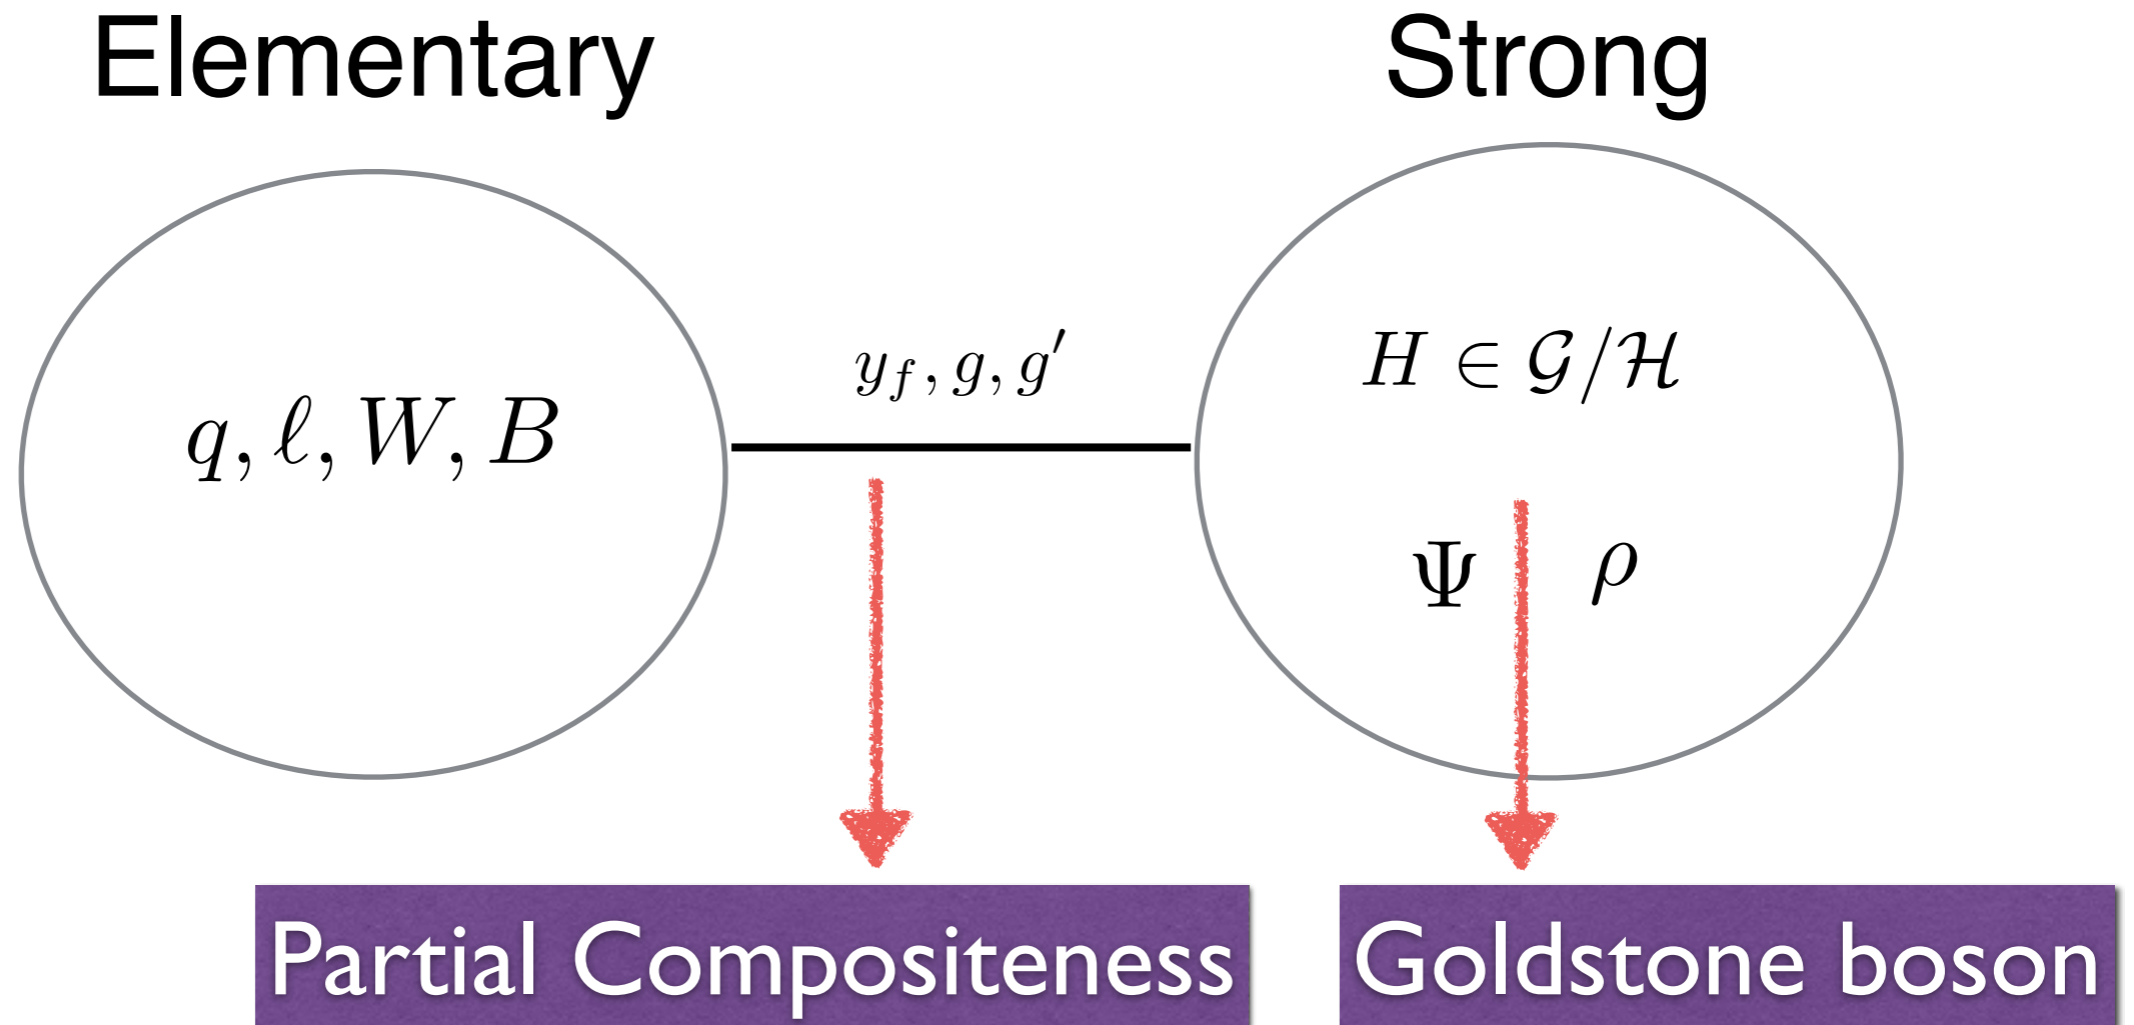 Elementary
Strong
q, ℓ, W, B
y_f, g, g′
H ∈ 𝒢/ℋ
Ψ ρ
Partial Compositeness
Goldstone boson